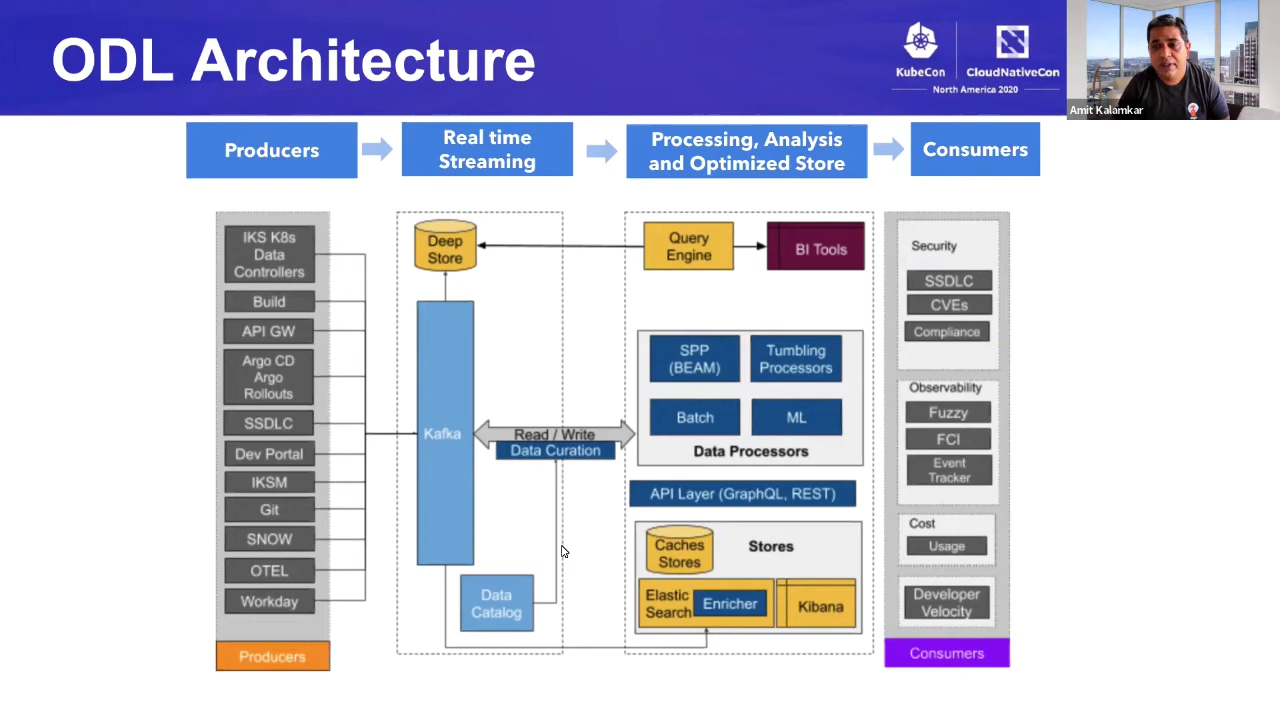 ODL Architecture
KubeCon
CloudNativeCon
North America 2020
Amit Kalamkar
Producers
Real time
Streaming
Processing, Analysis
and Optimized Store
Consumers
IKS K8s
Data
Controllers
Build
API GW
Argo CD
Argo
Rollouts
SSDLC
Dev Portal
IKSM
Git
SNOW
OTEL
Workday
Producers
Deep
Store
Kafka
Read / Write
Data Curation
Data
Catalog
Query
Engine
BI Tools
SPP
(BEAM)
Tumbling
Processors
Batch
ML
Data Processors
API Layer (GraphQL, REST)
Caches
Stores
Stores
Elastic
Search
Enricher
Kibana
Security
SSDLC
CVEs
Compliance
Observability
Fuzzy
FCI
Event
Tracker
Cost
Usage
Developer
Velocity
Consumers